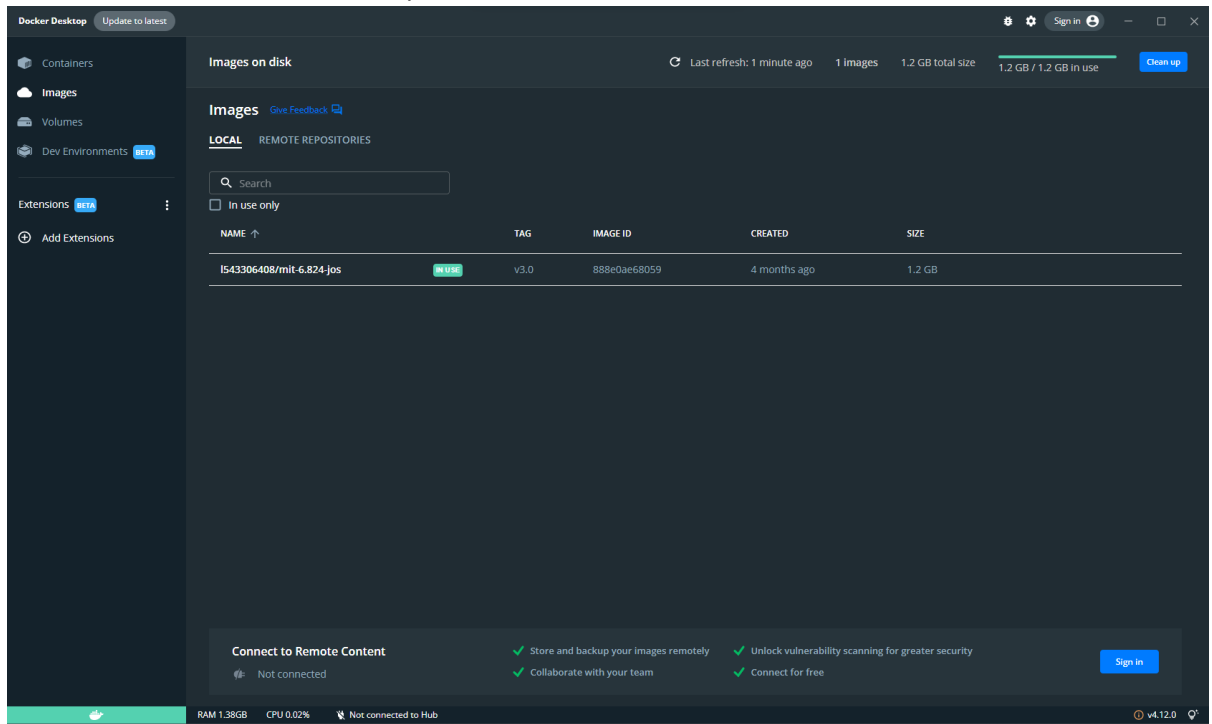 Docker Desktop Update to latest Sign in
Containers
Images
Volumes
Dev Environments BETA
Extensions BETA
Add Extensions
Images on disk Last refresh: 1 minute ago 1 images 1.2 GB total size 1.2 GB / 1.2 GB in use Clean up
Images Give Feedback
LOCAL REMOTE REPOSITORIES
Search
In use only
NAME TAG IMAGE ID CREATED SIZE
l543306408/mit-6.824-jos IN USE v3.0 888e0ae68059 4 months ago 1.2 GB
Connect to Remote Content
Not connected
Store and backup your images remotely
Collaborate with your team
Unlock vulnerability scanning for greater security
Connect for free
Sign in
RAM 1.38GB CPU 0.02% Not connected to Hub v4.12.0